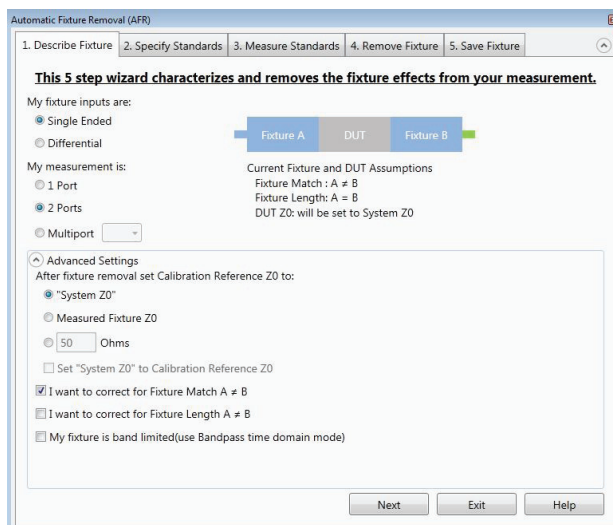 Automatic Fixture Removal (AFR)
1. Describe Fixture 2. Specify Standards 3. Measure Standards 4. Remove Fixture 5. Save Fixture
This 5 step wizard characterizes and removes the fixture effects from your measurement.
My fixture inputs are:
Single Ended
Differential
Fixture A DUT Fixture B
My measurement is:
1 Port
2 Ports
Multiport
Current Fixture and DUT Assumptions
Fixture Match : A ≠ B
Fixture Length: A = B
DUT Z0: will be set to System Z0
Advanced Settings
After fixture removal set Calibration Reference Z0 to:
"System Z0"
Measured Fixture Z0
50 Ohms
Set "System Z0" to Calibration Reference Z0
I want to correct for Fixture Match A ≠ B
I want to correct for Fixture Length A ≠ B
My fixture is band limited(use Bandpass time domain mode)
Next Exit Help